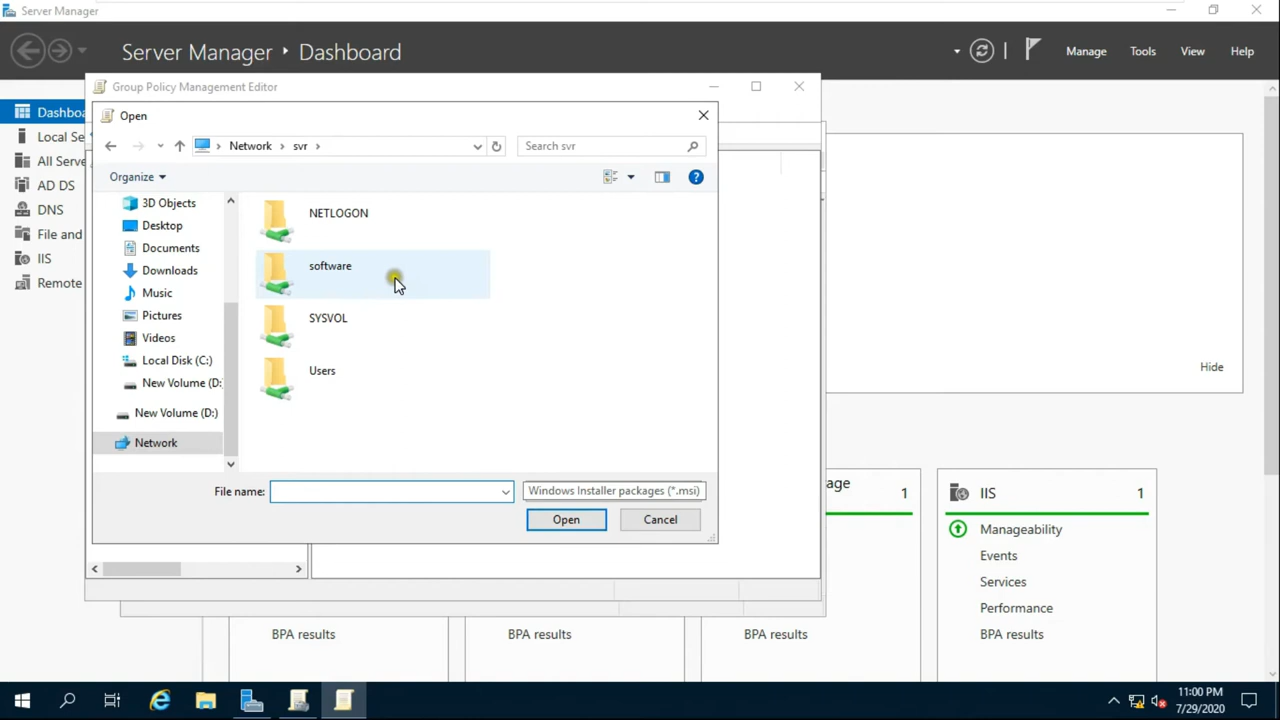 Server Manager
Server Manager • Dashboard
Manage
Tools
View
Help
Group Policy Management Editor
Open
Network
svr
Search svr
Organize
Dashboa
Local Se
All Serve
AD DS
DNS
File and
IIS
Remote
3D Objects
Desktop
Documents
Downloads
Music
Pictures
Videos
Local Disk (C:)
New Volume (D:
New Volume (D:)
Network
NETLOGON
software
SYSVOL
Users
File name:
Windows Installer packages (*.msi)
Open
Cancel
Hide
age
1
IIS
1
Manageability
Events
Services
Performance
BPA results
BPA results
BPA results
BPA results
11:00 PM
7/29/2020